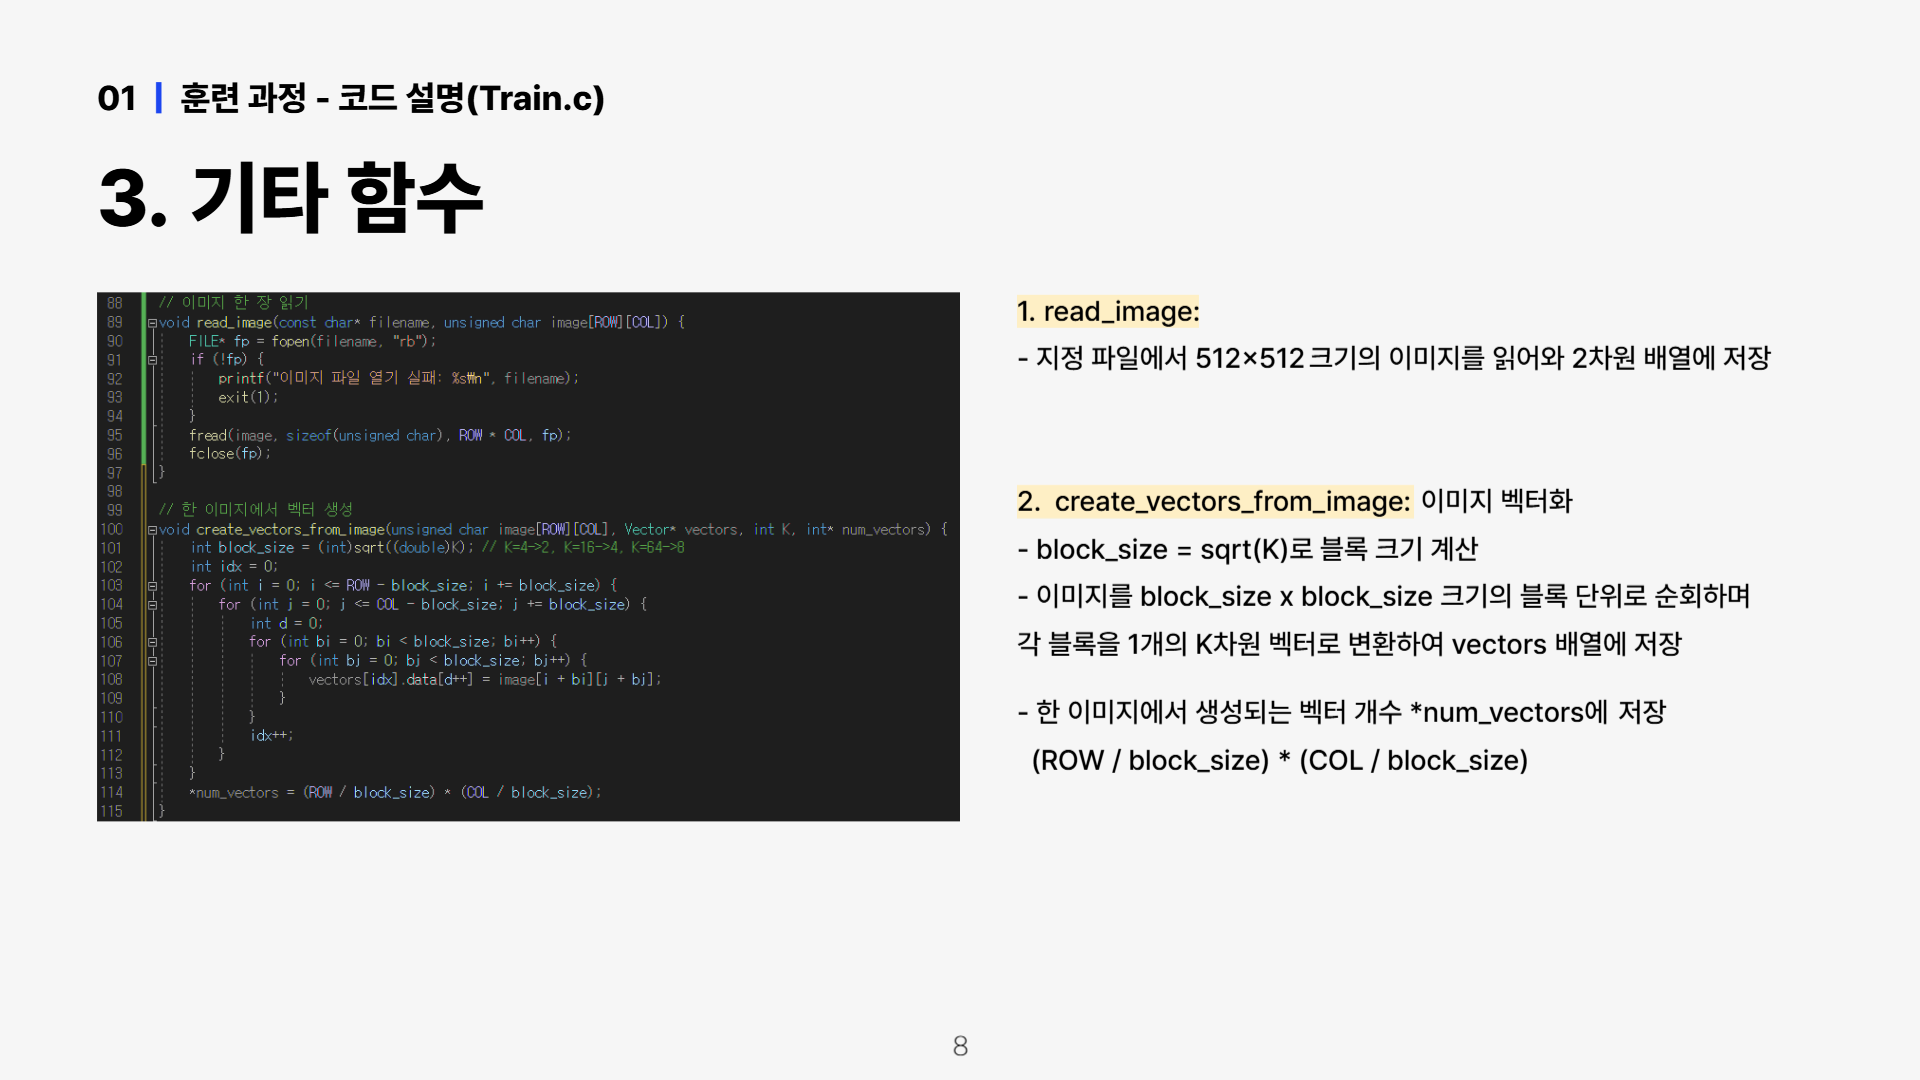 01 | 훈련 과정 - 코드 설명(Train.c)
3. 기타 함수
88 // 이미지 한 장 읽기
89 void read_image(const char* filename, unsigned char image[ROW][COL]) {
90 FILE* fp = fopen(filename, "rb");
91 if (!fp) {
92 printf("이미지 파일 열기 실패: %s₩n", filename);
93 exit(1);
94 }
95 fread(image, sizeof(unsigned char), ROW * COL, fp);
96 fclose(fp);
97 }
98
99 // 한 이미지에서 벡터 생성
100 void create_vectors_from_image(unsigned char image[ROW][COL], Vector* vectors, int K, int* num_vectors) {
101 int block_size = (int)sqrt((double)K); // K=4->2, K=16->4, K=64->8
102 int idx = 0;
103 for (int i = 0; i <= ROW - block_size; i += block_size) {
104 for (int j = 0; j <= COL - block_size; j += block_size) {
105 int d = 0;
106 for (int bi = 0; bi < block_size; bi++) {
107 for (int bj = 0; bj < block_size; bj++) {
108 vectors[idx].data[d++] = image[i + bi][j + bj];
109 }
110 }
111 idx++;
112 }
113 }
114 *num_vectors = (ROW / block_size) * (COL / block_size);
115 }
1. read_image:
- 지정 파일에서 512×512 크기의 이미지를 읽어와 2차원 배열에 저장
2. create_vectors_from_image: 이미지 벡터화
- block_size = sqrt(K)로 블록 크기 계산
- 이미지를 block_size x block_size 크기의 블록 단위로 순회하며
각 블록을 1개의 K차원 벡터로 변환하여 vectors 배열에 저장
- 한 이미지에서 생성되는 벡터 개수 *num_vectors에 저장
(ROW / block_size) * (COL / block_size)
8